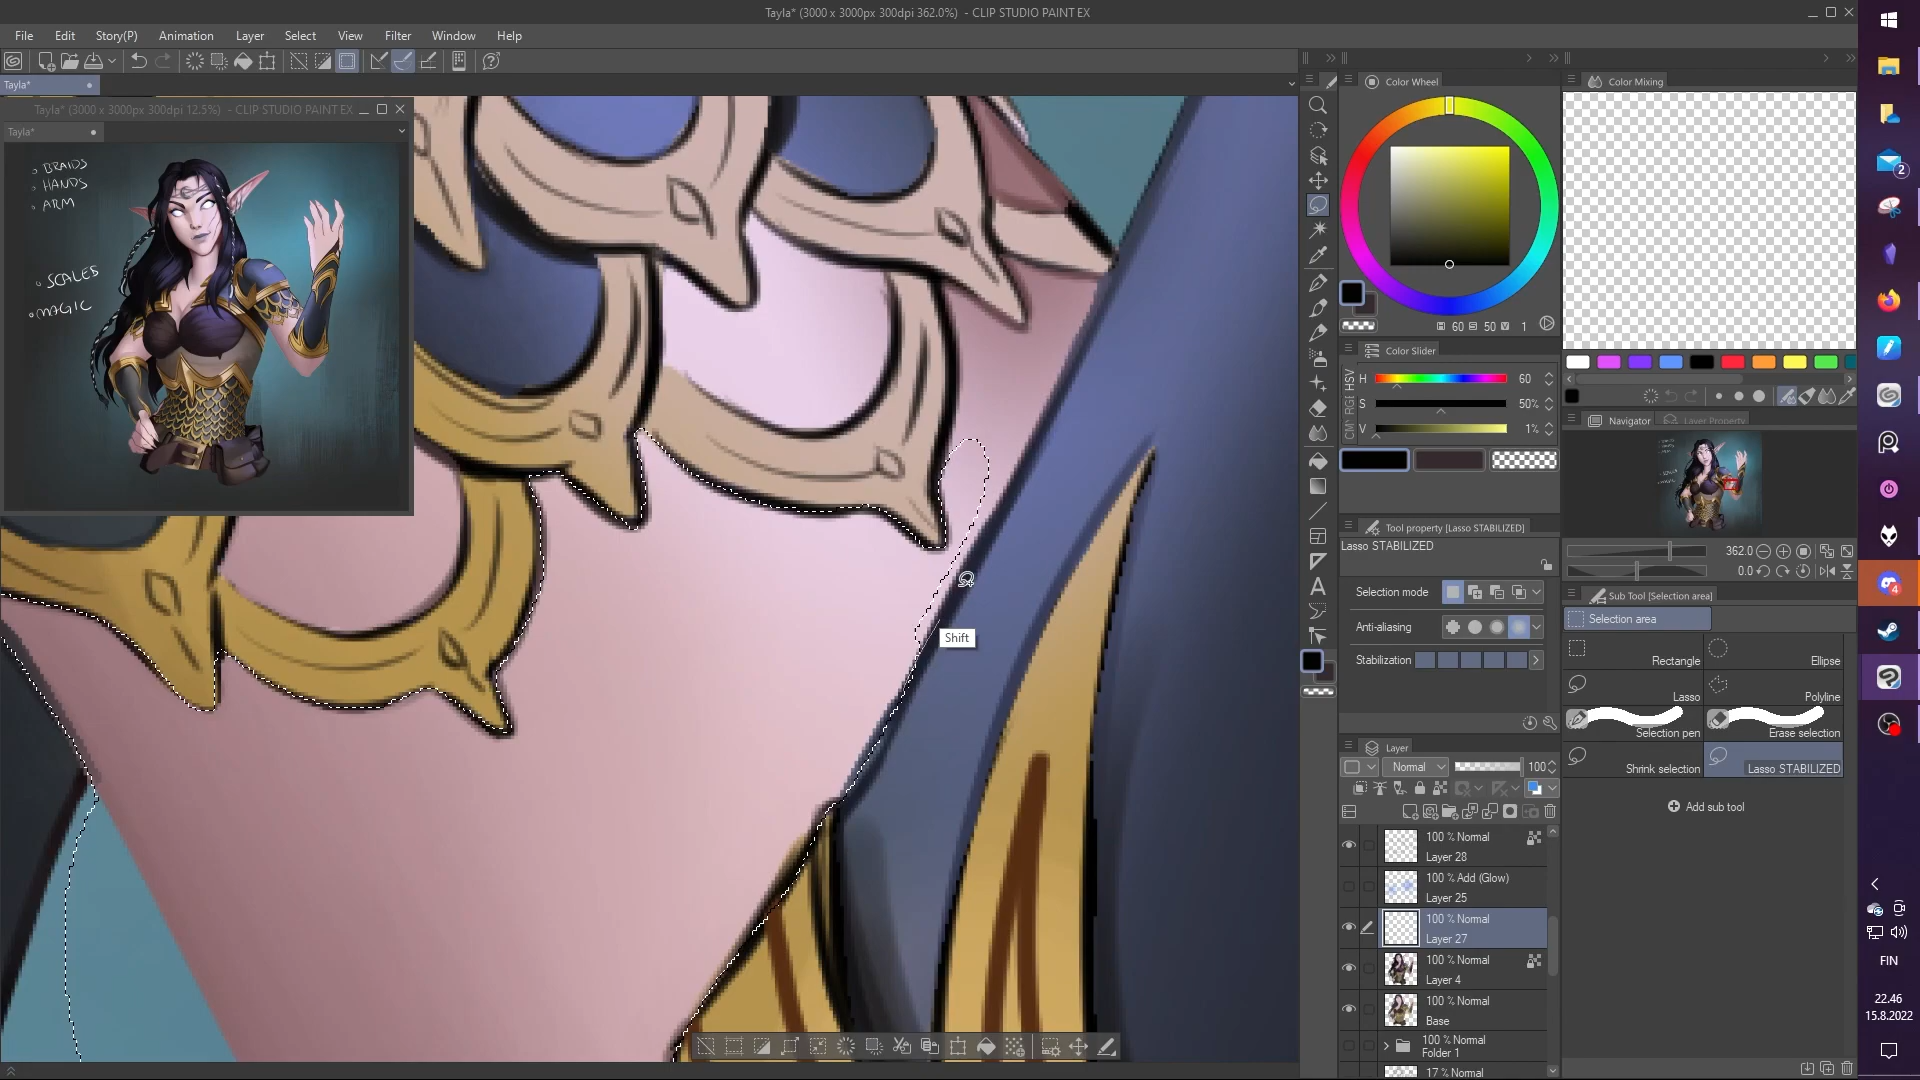 Tayla* (3000 x 3000px 300dpi 362.0%) - CLIP STUDIO PAINT EX
File Edit Story(P) Animation Layer Select View Filter Window Help
Tayla*
Tayla* (3000 x 3000px 300dpi 12.5%) - CLIP STUDIO PAINT EX
Tayla*
BRAIDS
HANDS
ARM
SCALES
MAGIC
Shift
Color Wheel
60 50 V 1
Color Slider
HSV
H 60
S 50%
V 1%
Tool property [Lasso STABILIZED]
Lasso STABILIZED
Selection mode
Anti-aliasing
Stabilization
Layer
Normal 100
100 % Normal
Layer 28
100 % Add (Glow)
Layer 25
100 % Normal
Layer 27
100 % Normal
Layer 4
100 % Normal
Base
100 % Normal
Folder 1
17 % Normal
Color Mixing
Navigator Layer Property
362.0
0.0
Sub Tool [Selection area]
Selection area
Rectangle Ellipse
Lasso Polyline
Selection pen Erase selection
Shrink selection Lasso STABILIZED
Add sub tool
2
4
FIN
22.46
15.8.2022